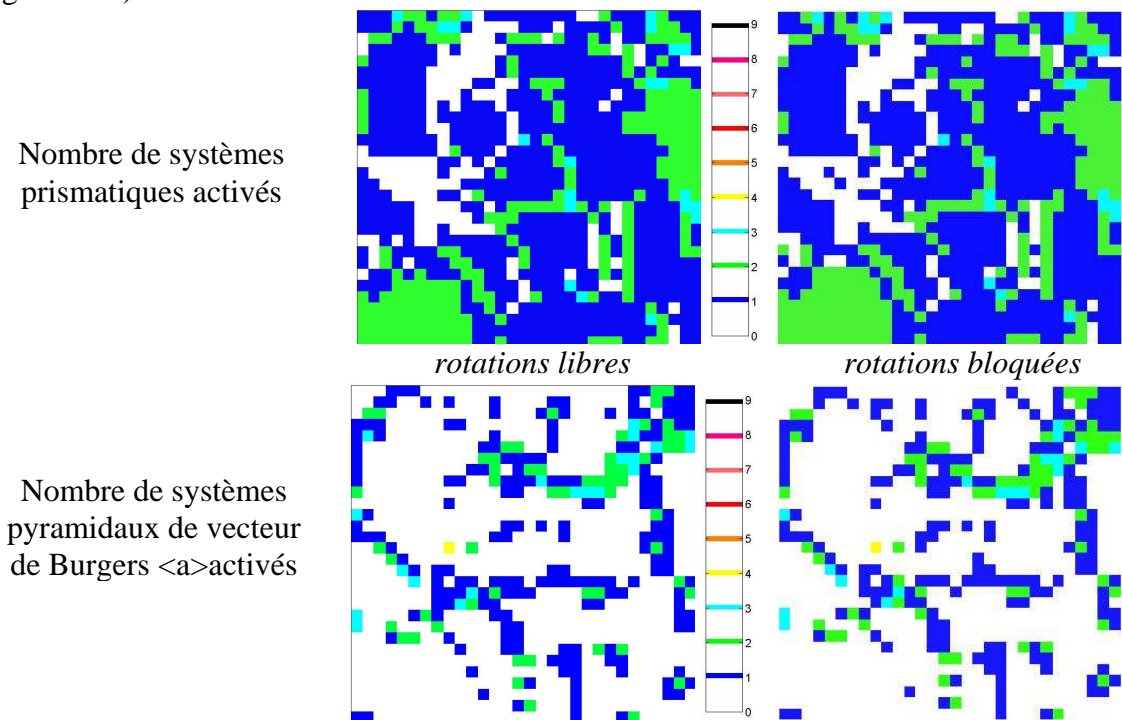 Nombre de systèmes
prismatiques activés
9
8
7
6
5
4
3
2
1
0
rotations libres
rotations bloquées
Nombre de systèmes
pyramidaux de vecteur
de Burgers <a>activés
9
8
7
6
5
4
3
2
1
0